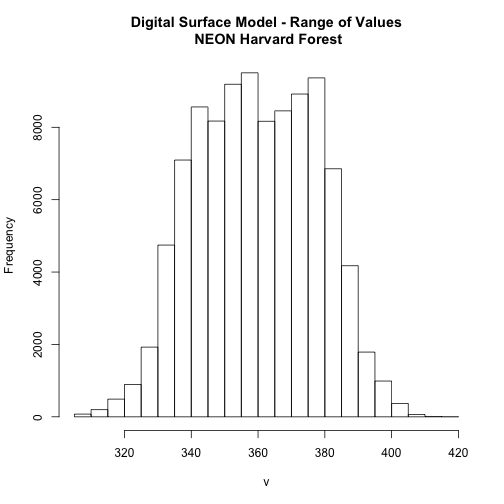 Digital Surface Model - Range of Values
NEON Harvard Forest
Frequency
8000
6000
4000
2000
0
320 340 360 380 400 420
v